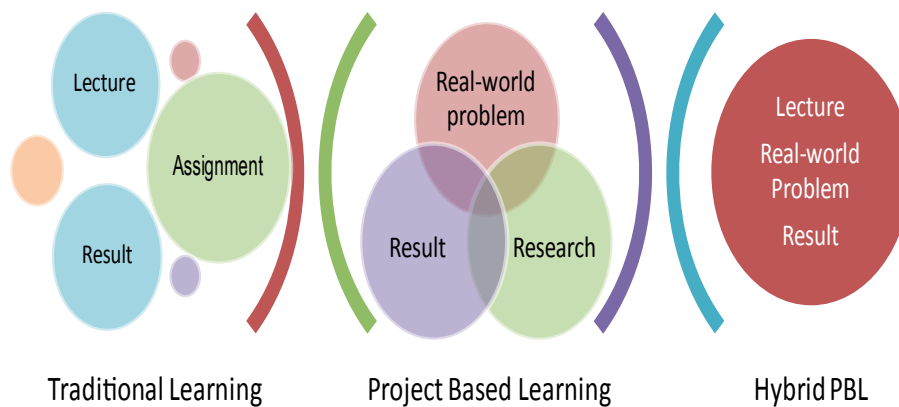 Lecture
Assignment
Result
Real-world
problem
Result
Research
Lecture
Real-world
Problem
Result
Traditional Learning
Project Based Learning
Hybrid PBL